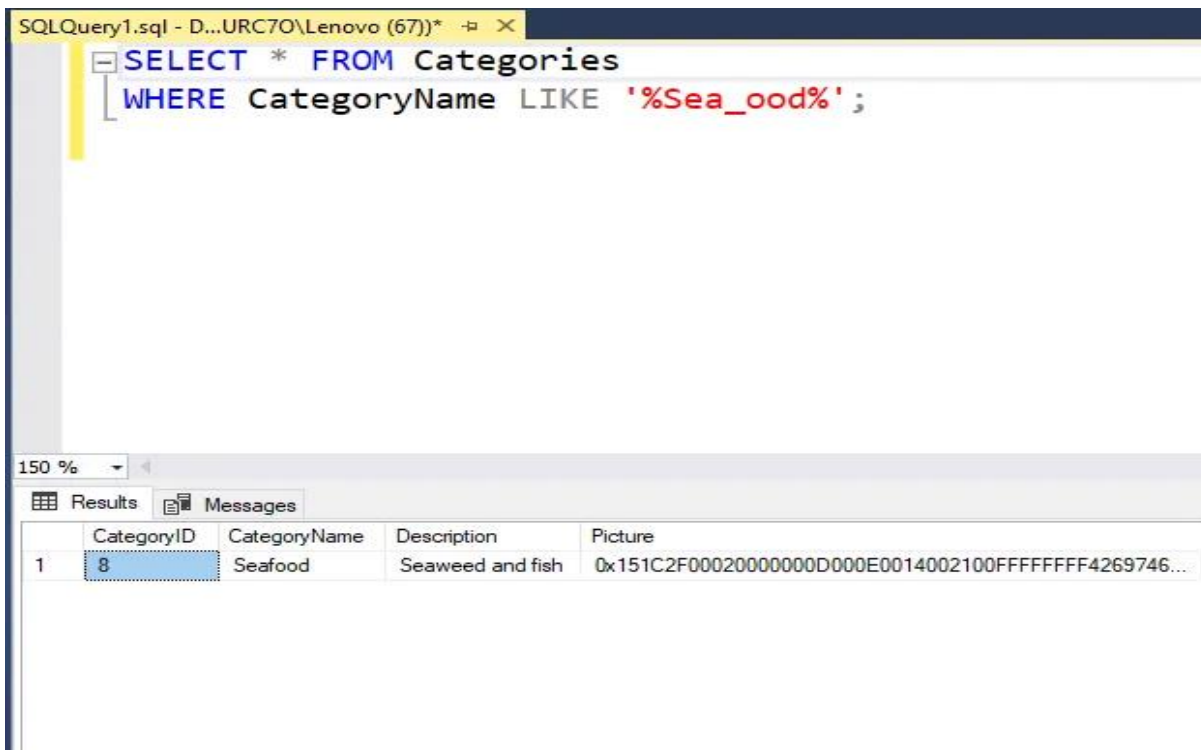 SQLQuery1.sql - D...URC7O\Lenovo (67))*
SELECT * FROM Categories
WHERE CategoryName LIKE '%Sea_ood%';
150 %
Results Messages
CategoryID CategoryName Description Picture
1 8 Seafood Seaweed and fish 0x151C2F00020000000D000E0014002100FFFFFFFF4269746...